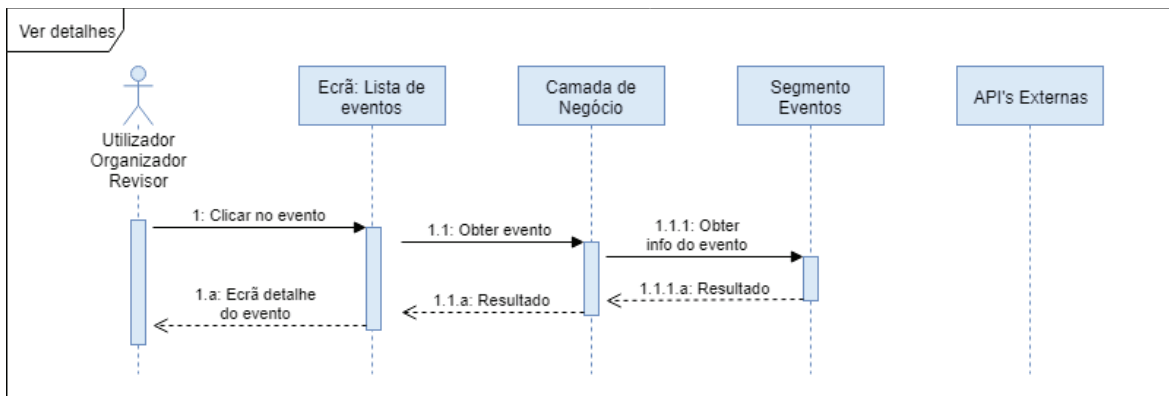 Ver detalhes
Ecrã: Lista de
eventos
Camada de
Negócio
Segmento
Eventos
API's Externas
Utilizador
Organizador
Revisor
1: Clicar no evento
1.1: Obter evento
1.1.1: Obter
info do evento
1.a: Ecrã detalhe
do evento
1.1.a: Resultado
1.1.1.a: Resultado